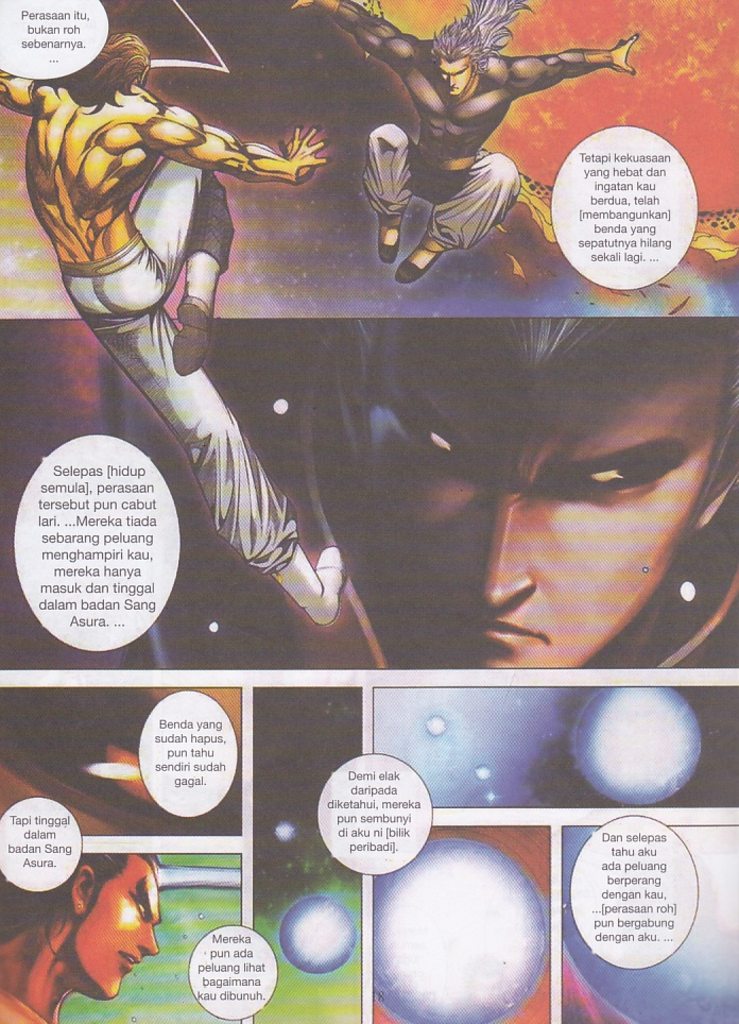 Perasaan itu,
bukan roh
sebenarnya.
...
Tetapi kekuasaan
yang hebat dan
ingatan kau
berdua, telah
[membangunkan]
benda yang
sepatutnya hilang
sekali lagi. ...
Selepas [hidup
semula], perasaan
tersebut pun cabut
lari. ...Mereka tiada
sebarang peluang
menghampiri kau,
mereka hanya
masuk dan tinggal
dalam badan Sang
Asura. ...
Benda yang
sudah hapus,
pun tahu
sendiri sudah
gagal.
Tapi tinggal
dalam
badan Sang
Asura.
Mereka
pun ada
peluang lihat
bagaimana
kau dibunuh.
Demi elak
daripada
diketahui, mereka
pun sembunyi
di aku ni [bilik
peribadi].
Dan selepas
tahu aku
ada peluang
berperang
dengan kau,
...[perasaan roh]
pun bergabung
dengan aku. ...